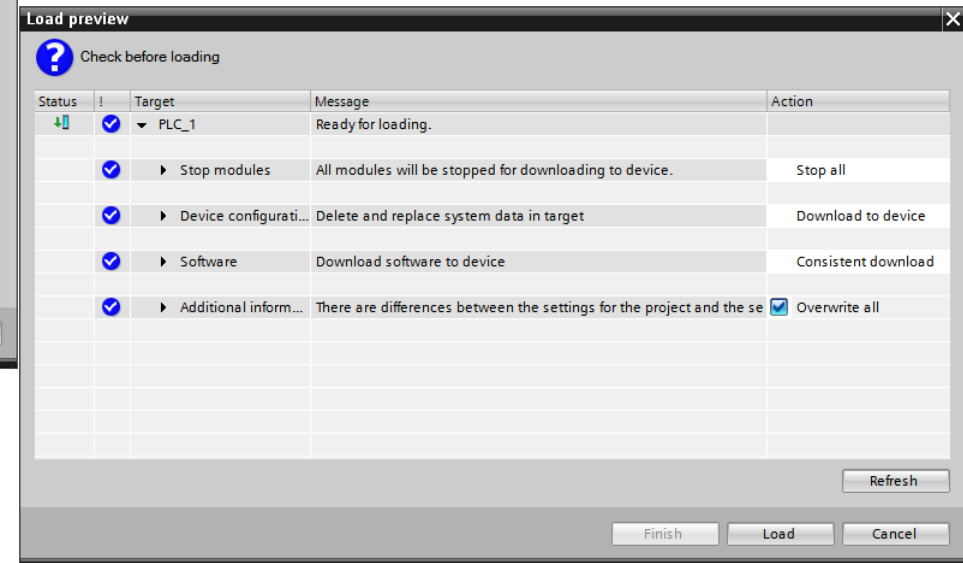 Load preview
Check before loading
Status ! Target Message Action
PLC_1 Ready for loading.
Stop modules All modules will be stopped for downloading to device. Stop all
Device configurati... Delete and replace system data in target Download to device
Software Download software to device Consistent download
Additional inform... There are differences between the settings for the project and the se Overwrite all
Refresh
Finish Load Cancel